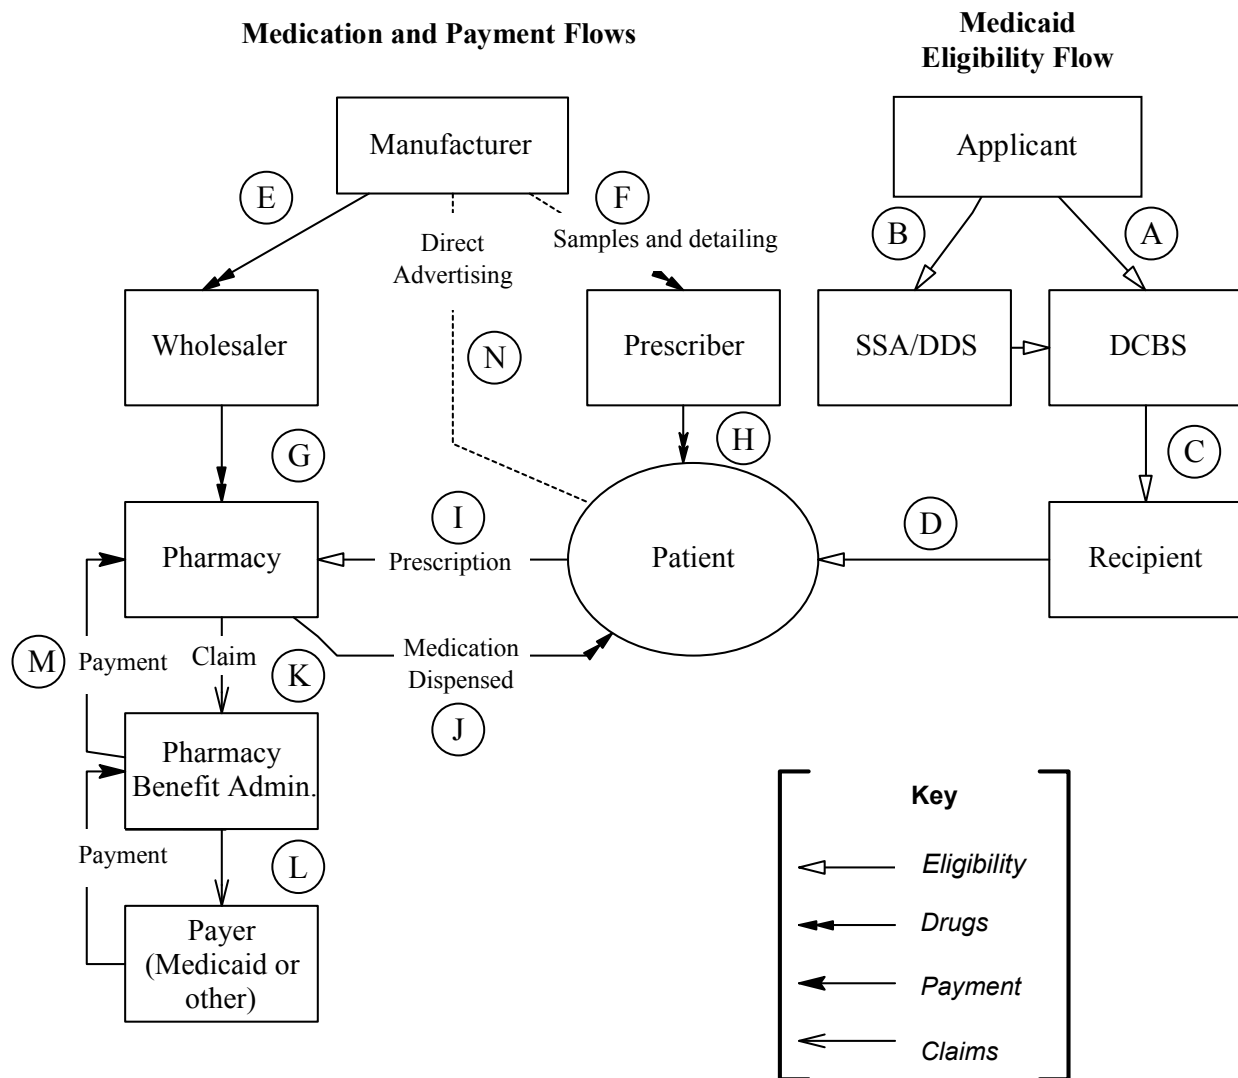 Medication and Payment Flows
Medicaid
Eligibility Flow
Manufacturer
Applicant
E
F
B
A
Direct
Advertising
Samples and detailing
Wholesaler
N
Prescriber
SSA/DDS
DCBS
G
H
C
I
D
Pharmacy
Prescription
Patient
Recipient
M
Payment
Claim
K
Medication
Dispensed
J
Pharmacy
Benefit Admin.
Payment
L
Payer
(Medicaid or
other)
Key
Eligibility
Drugs
Payment
Claims